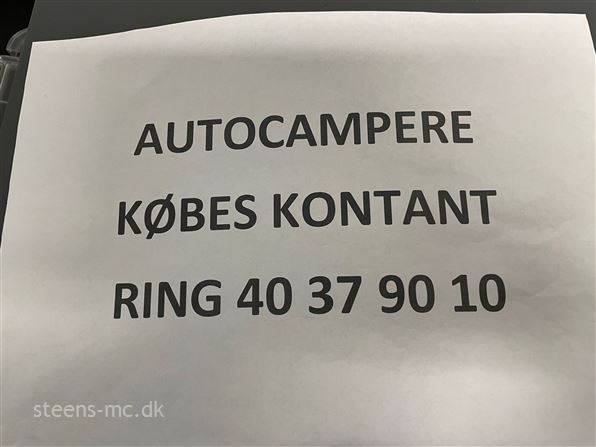 AUTOCAMPERE
KØBES KONTANT
RING 40 37 90 10
steens-mc.dk